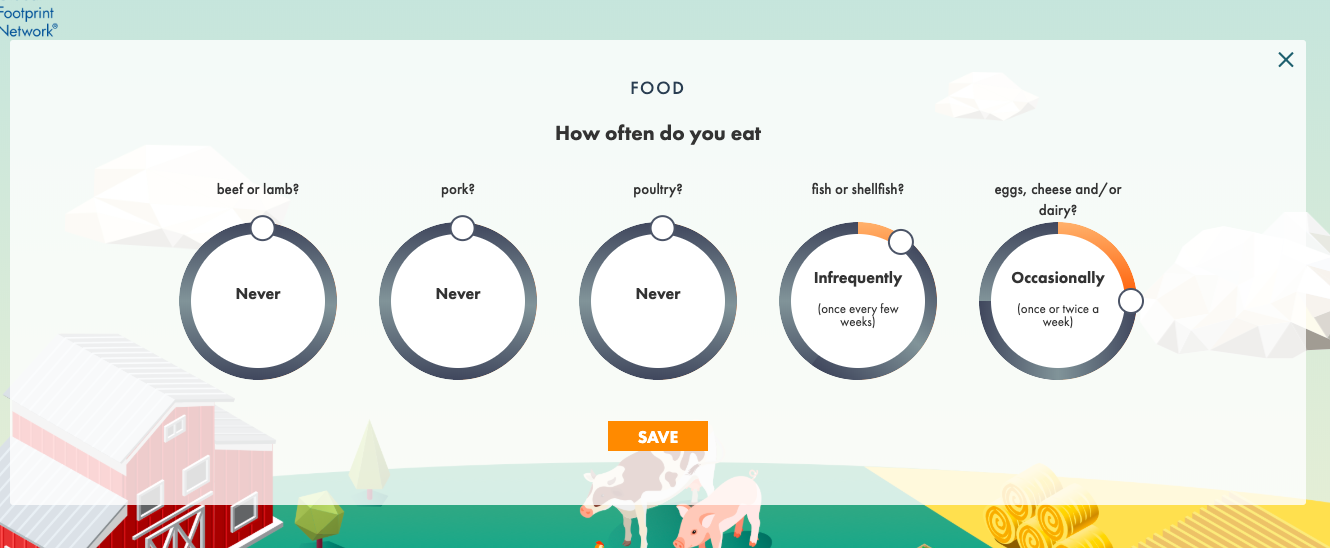 Footprint
Network®
FOOD
How often do you eat
beef or lamb?
pork?
poultry?
fish or shellfish?
eggs, cheese and/or
dairy?
Never
Never
Never
Infrequently
(once every few
weeks)
Occasionally
(once or twice a
week)
SAVE